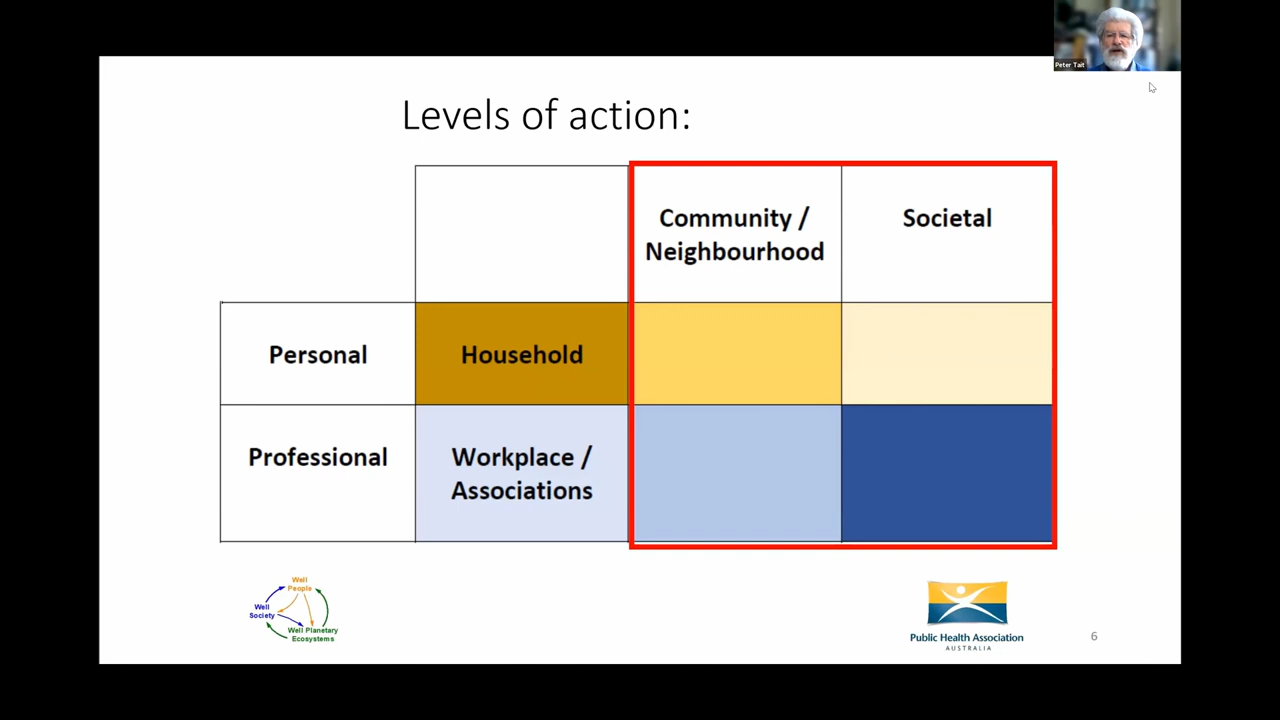 Peter Tait
Levels of action:
Community /
Neighbourhood
Societal
Personal
Household
Professional
Workplace /
Associations
Well
People
Well
Society
Well Planetary
Ecosystems
Public Health Association
AUSTRALIA
6